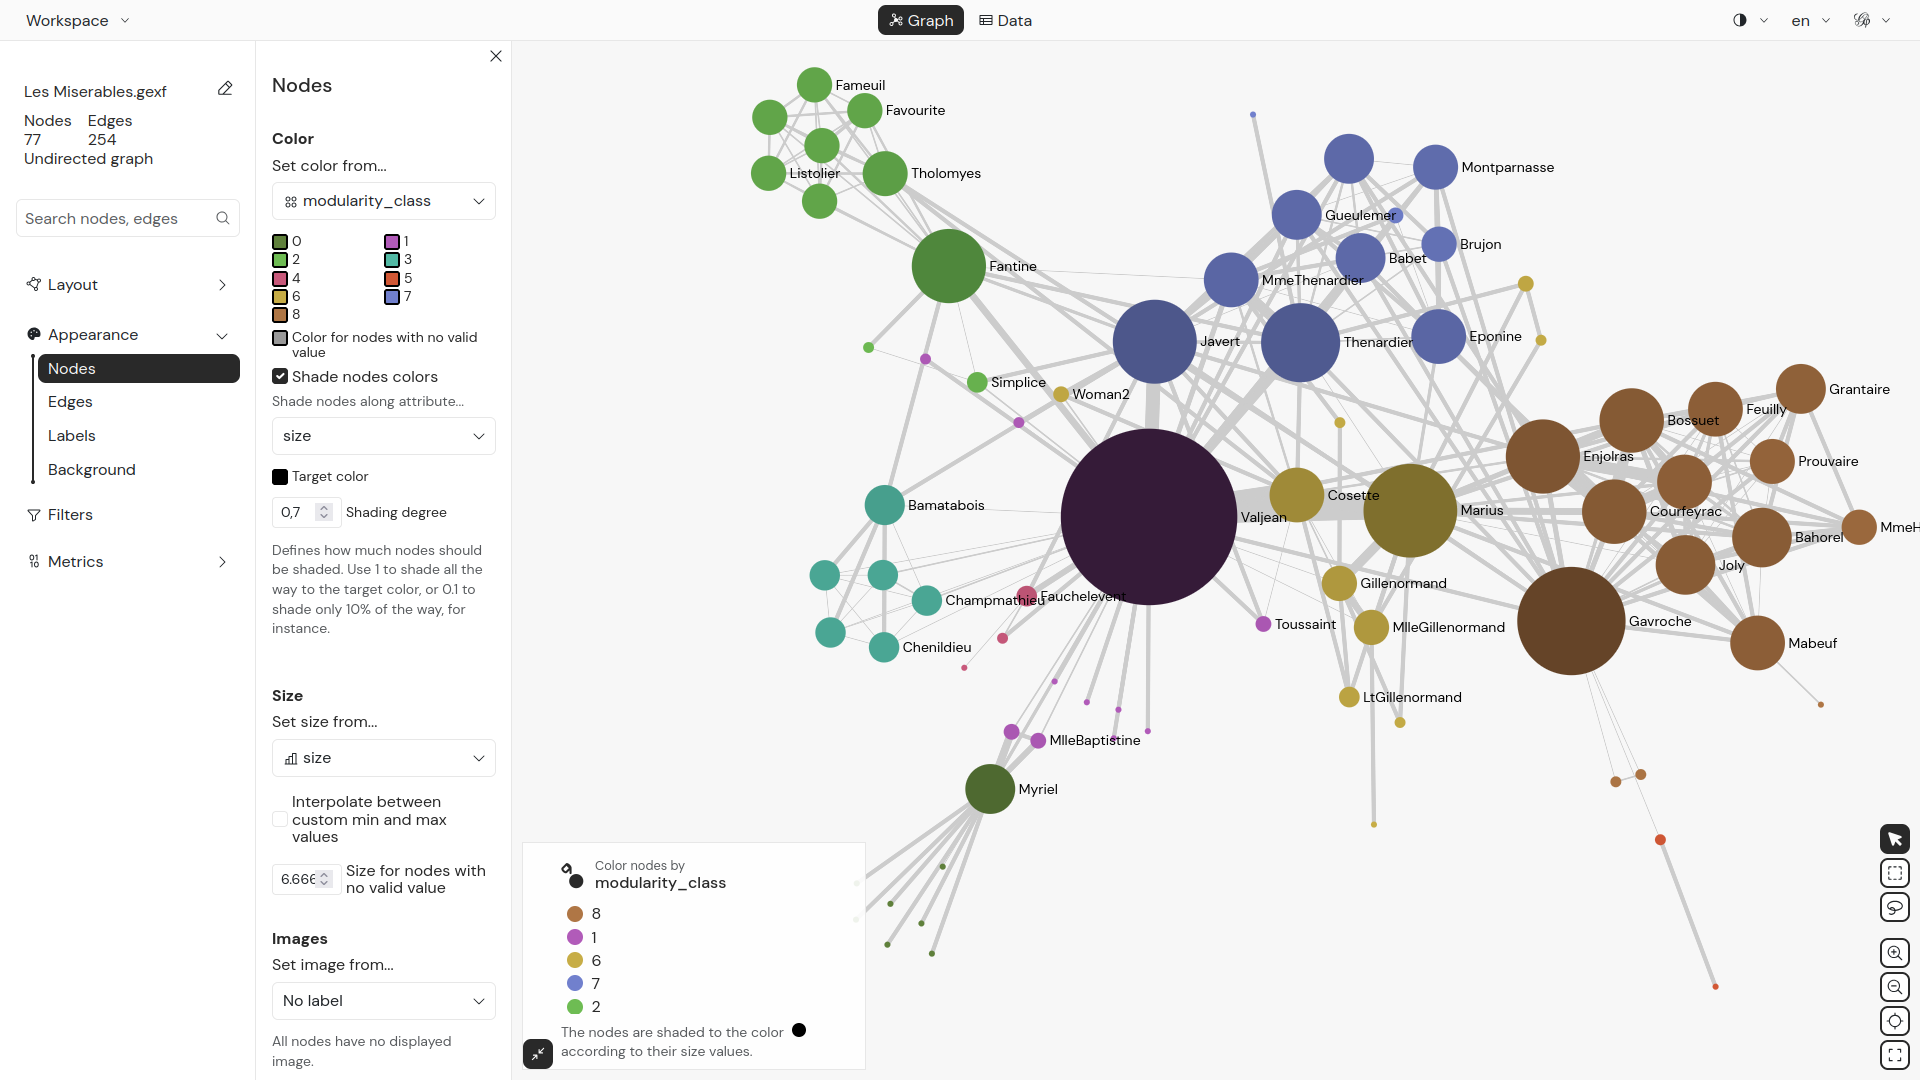 Workspace
Graph
Data
en
Les Miserables.gexf
Nodes
Edges
77
254
Undirected graph
Search nodes, edges
Layout
Appearance
Nodes
Edges
Labels
Background
Filters
Metrics
Nodes
Color
Set color from...
modularity_class
0
1
2
3
4
5
6
7
8
Color for nodes with no valid
value
Shade nodes colors
Shade nodes along attribute...
size
Target color
0,7
Shading degree
Defines how much nodes should
be shaded. Use 1 to shade all the
way to the target color, or 0.1 to
shade only 10% of the way, for
instance.
Size
Set size from...
size
Interpolate between
custom min and max
values
6.666
Size for nodes with
no valid value
Images
Set image from...
No label
All nodes have no displayed
image.
Fameuil
Favourite
Listolier
Tholomyes
Fantine
Montparnasse
Gueulemer
Brujon
Babet
MmeThenardier
Javert
Thenardier
Eponine
Simplice
Woman2
Grantaire
Feuilly
Bossuet
Enjolras
Prouvaire
Bamatabois
Valjean
Cosette
Marius
Courfeyrac
MmeH
Bahorel
Joly
Gillenormand
Champmathieu
Fauchelevent
Toussaint
MlleGillenormand
Gavroche
Mabeuf
Chenildieu
LtGillenormand
MlleBaptistine
Myriel
Color nodes by
modularity_class
8
1
6
7
2
The nodes are shaded to the color
according to their size values.